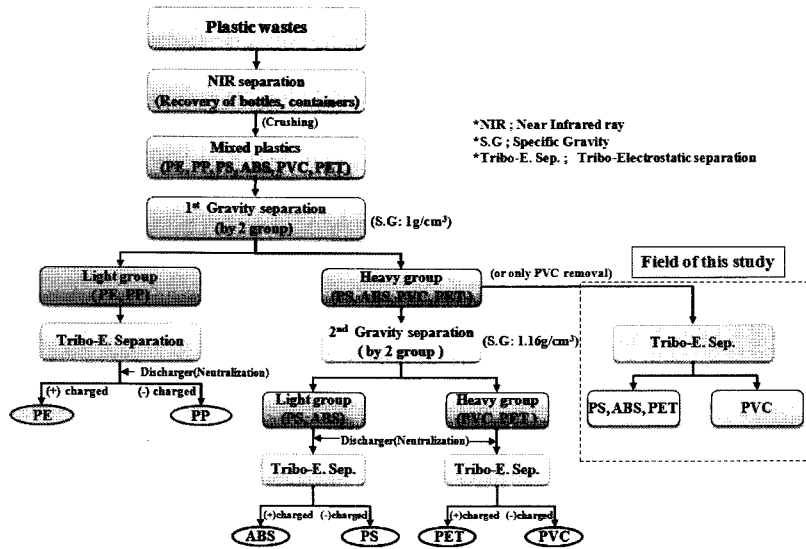 Plastic wastes
NIR separation
(Recovery of bottles, containers)
(Crushing)
Mixed plastics
(PE, PP, PS, ABS, PVC, PET)
*NIR ; Near Infrared ray
*S.G ; Specific Gravity
*Tribo-E. Sep. ; Tribo-Electrostatic separation
1st Gravity separation
(by 2 group)
(S.G: 1g/cm³)
Light group
(PE, PP)
Heavy group
(PS, ABS, PVC, PET)
(or only PVC removal)
Field of this study
Tribo-E. Separation
Discharger(Neutralization)
(+) charged
(-) charged
PE
PP
2nd Gravity separation
( by 2 group )
(S.G: 1.16g/cm³)
Tribo-E. Sep.
PS, ABS, PET
PVC
Light group
(PS, ABS)
Heavy group
(PVC, PET)
Discharger(Neutralization)
Tribo-E. Sep.
Tribo-E. Sep.
(+)charged
(-)charged
(+)charged
(-)charged
ABS
PS
PET
PVC